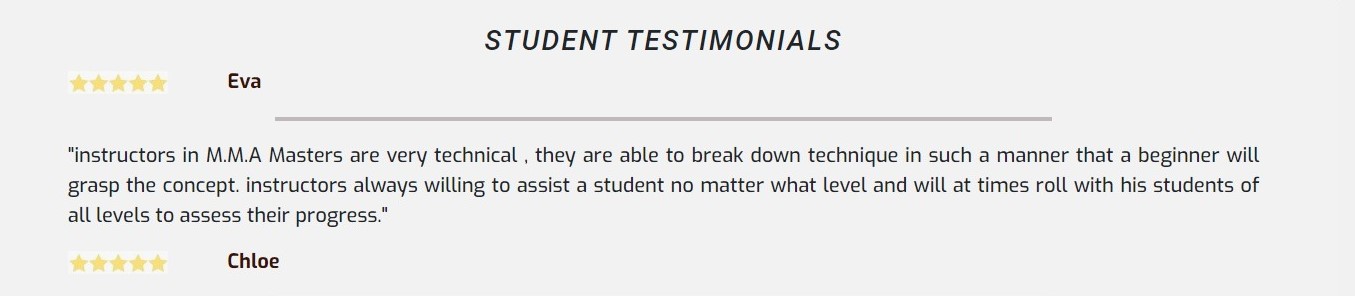 STUDENT TESTIMONIALS
Eva
"instructors in M.M.A Masters are very technical , they are able to break down technique in such a manner that a beginner will
grasp the concept. instructors always willing to assist a student no matter what level and will at times roll with his students of
all levels to assess their progress."
Chloe